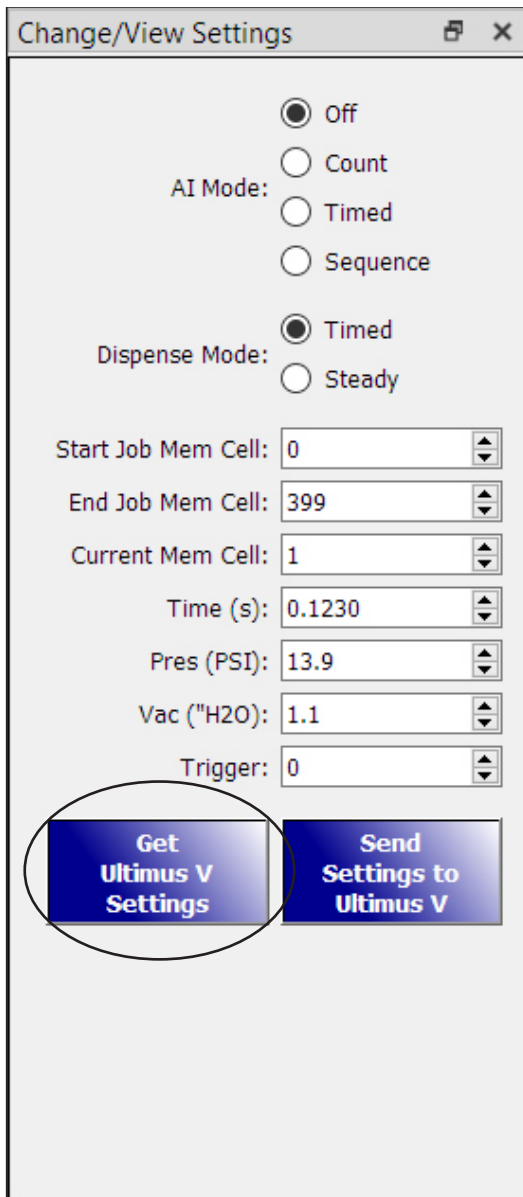 Change/View Settings
Off
Count
AI Mode:
Timed
Sequence
Timed
Dispense Mode:
Steady
Start Job Mem Cell: 0
End Job Mem Cell: 399
Current Mem Cell: 1
Time (s): 0.1230
Pres (PSI): 13.9
Vac ("H2O): 1.1
Trigger: 0
Get
Ultimus V
Settings
Send
Settings to
Ultimus V